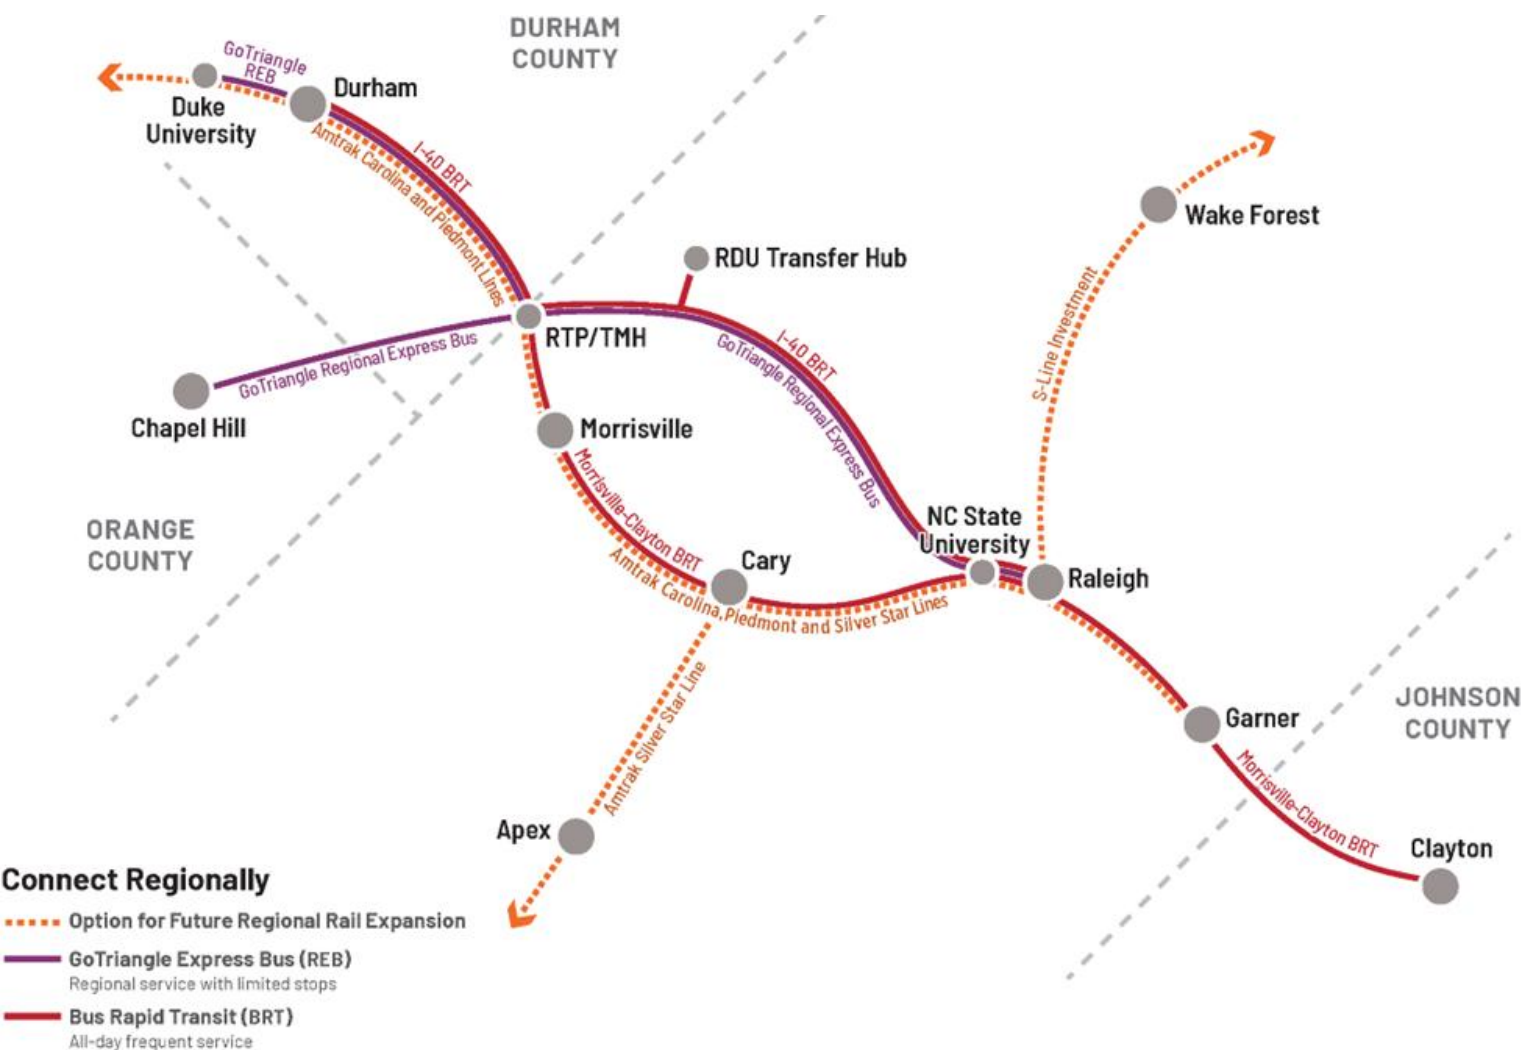 DURHAM
COUNTY
GoTriangle
REB
Duke
University
Durham
I-40 BRT
Amtrak Carolina and Piedmont Lines
Wake Forest
RDU Transfer Hub
S-Line Investment
RTP/TMH
I-40 BRT
GoTriangle Regional Express Bus
GoTriangle Regional Express Bus
Chapel Hill
Morrisville
Morrisville-Clayton BRT
ORANGE
COUNTY
NC State
University
Cary
Raleigh
Amtrak Carolina, Piedmont and Silver Star Lines
Amtrak Silver Star Line
JOHNSON
COUNTY
Garner
Morrisville-Clayton BRT
Apex
Clayton
Connect Regionally
Option for Future Regional Rail Expansion
GoTriangle Express Bus (REB)
Regional service with limited stops
Bus Rapid Transit (BRT)
All-day frequent service